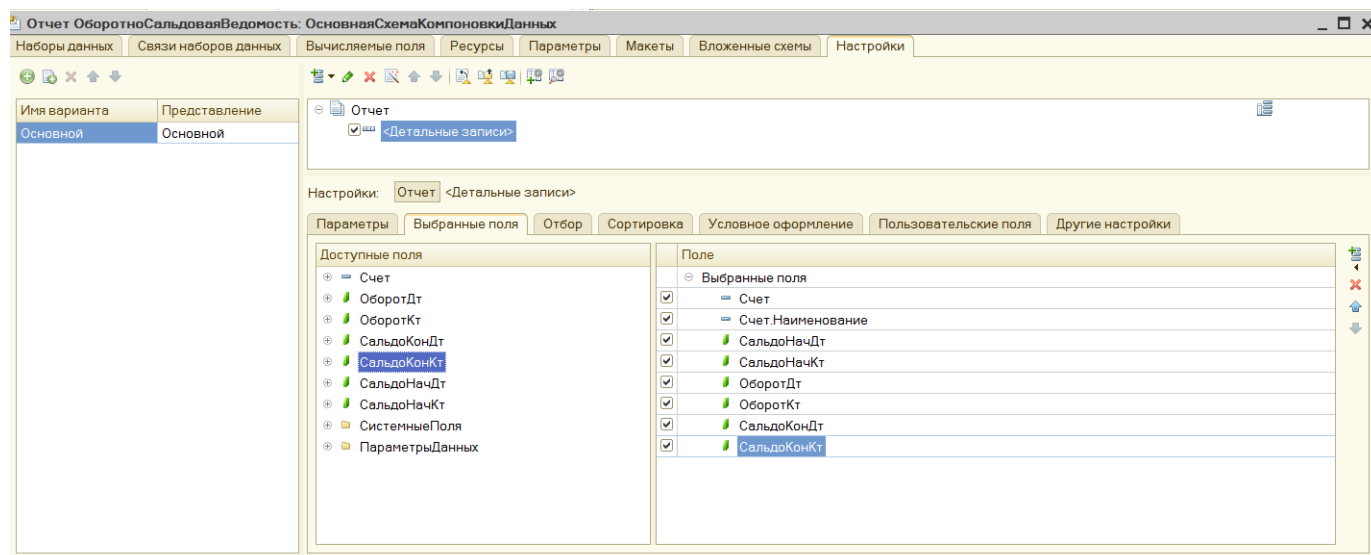 Отчет ОборотноСальдоваяВедомость: ОсновнаяСхемаКомпоновкиДанных
Наборы данных Связи наборов данных Вычисляемые поля Ресурсы Параметры Макеты Вложенные схемы Настройки
Имя варианта Представление
Основной Основной
Отчет
<Детальные записи>
Настройки: Отчет <Детальные записи>
Параметры Выбранные поля Отбор Сортировка Условное оформление Пользовательские поля Другие настройки
Доступные поля
Счет
ОборотДт
ОборотКт
СальдоКонДт
СальдоКонКт
СальдоНачДт
СальдоНачКт
СистемныеПоля
ПараметрыДанных
Поле
Выбранные поля
Счет
Счет.Наименование
СальдоНачДт
СальдоНачКт
ОборотДт
ОборотКт
СальдоКонДт
СальдоКонКт